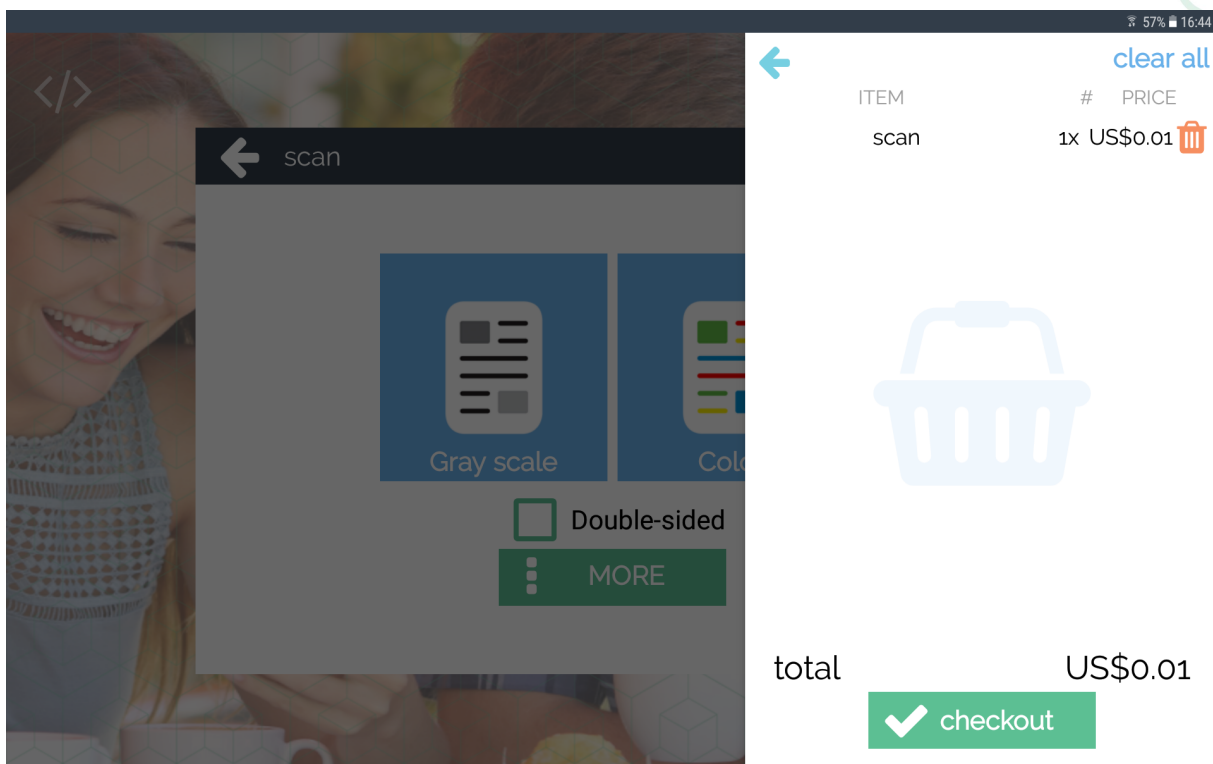 57% 16:44
</>
scan
Gray scale
Double-sided
MORE
clear all
ITEM # PRICE
scan 1x US$0.01
total US$0.01
checkout